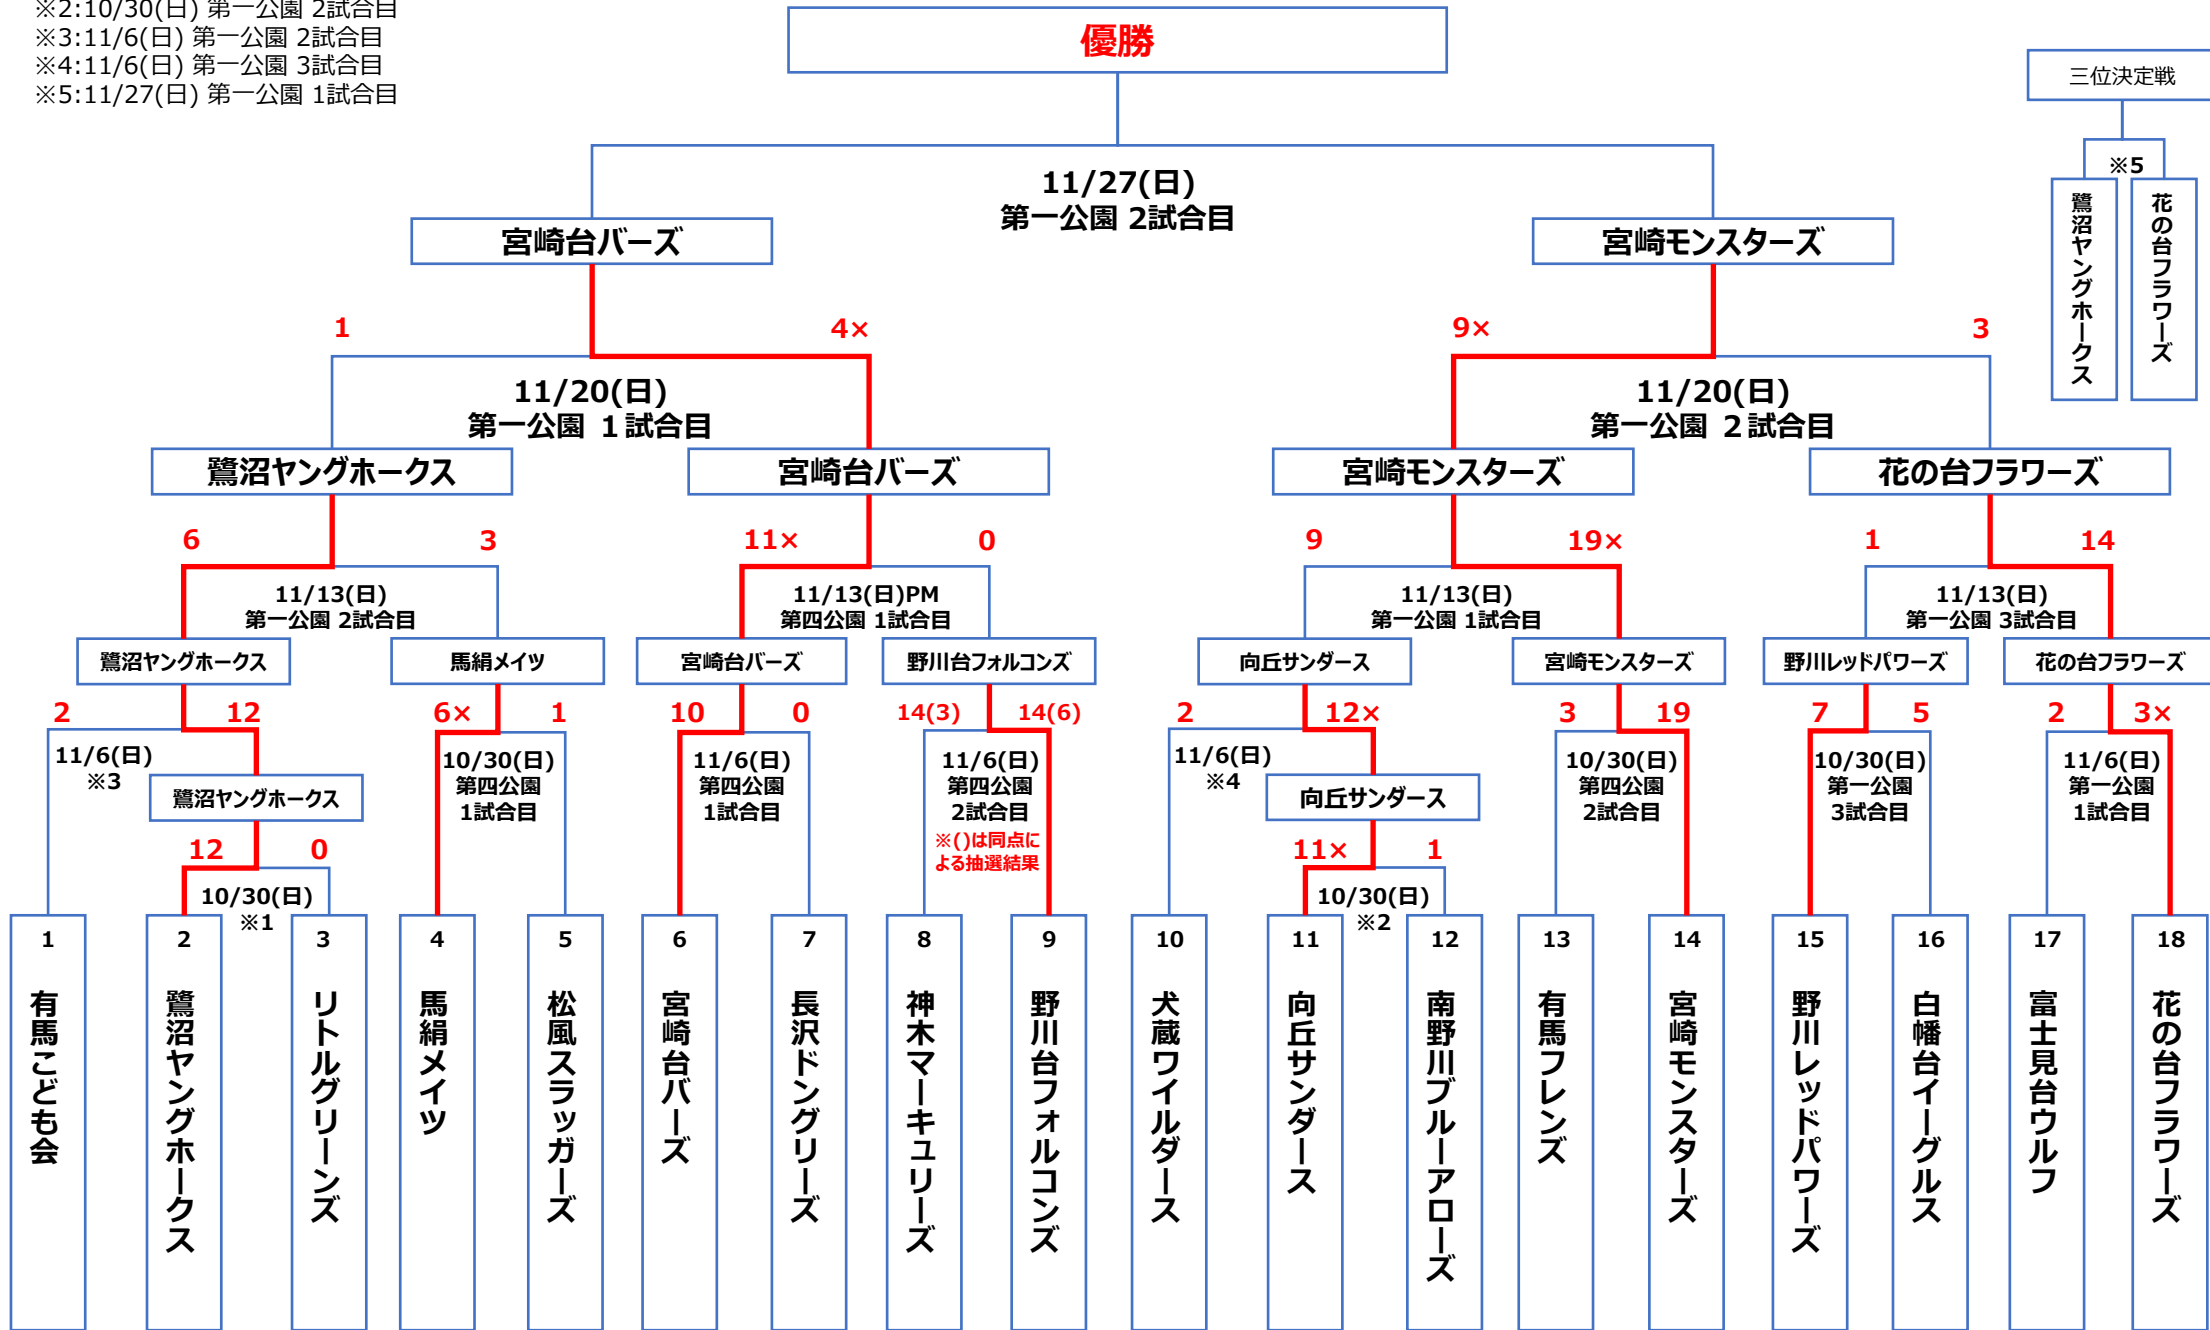 ※2:10/30(日) 第一公園 2試合目
※3:11/6(日) 第一公園 2試合目
※4:11/6(日) 第一公園 3試合目
※5:11/27(日) 第一公園 1試合目
優勝
三位決定戦
※5
鷺沼ヤングホークス
花の台フラワーズ
11/27(日)
第一公園 2試合目
宮崎台バーズ
宮崎モンスターズ
1
4×
9×
3
11/20(日)
第一公園 1試合目
11/20(日)
第一公園 2試合目
鷺沼ヤングホークス
宮崎台バーズ
宮崎モンスターズ
花の台フラワーズ
6
3
11×
0
9
19×
1
14
11/13(日)
第一公園 2試合目
11/13(日)PM
第四公園 1試合目
11/13(日)
第一公園 1試合目
11/13(日)
第一公園 3試合目
鷺沼ヤングホークス
馬絹メイツ
宮崎台バーズ
野川台フォルコンズ
向丘サンダース
宮崎モンスターズ
野川レッドパワーズ
花の台フラワーズ
2
12
6×
1
10
0
14(3)
14(6)
2
12×
3
19
7
5
2
3×
11/6(日)
※3
10/30(日)
第四公園
1試合目
11/6(日)
第四公園
1試合目
11/6(日)
第四公園
2試合目
※()は同点に
よる抽選結果
11/6(日)
※4
10/30(日)
第四公園
2試合目
10/30(日)
第一公園
3試合目
11/6(日)
第一公園
1試合目
鷺沼ヤングホークス
向丘サンダース
12
0
11×
1
10/30(日)
※1
10/30(日)
※2
1
有馬こども会
2
鷺沼ヤングホークス
3
リトルグリーンズ
4
馬絹メイツ
5
松風スラッガーズ
6
宮崎台バーズ
7
長沢ドングリーズ
8
神木マーキュリーズ
9
野川台フォルコンズ
10
犬蔵ワイルダース
11
向丘サンダース
12
南野川ブルーアローズ
13
有馬フレンズ
14
宮崎モンスターズ
15
野川レッドパワーズ
16
白幡台イーグルス
17
富士見台ウルフ
18
花の台フラワーズ